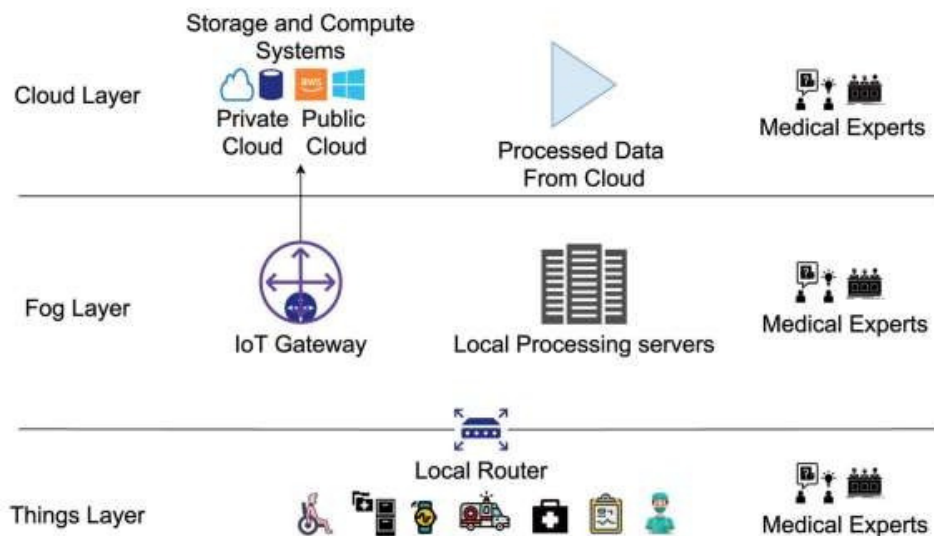 Storage and Compute
Systems
Cloud Layer
aws
Private Public
Cloud Cloud
Processed Data
From Cloud
Medical Experts
Fog Layer
IoT Gateway
Local Processing servers
Medical Experts
Local Router
Things Layer
Medical Experts